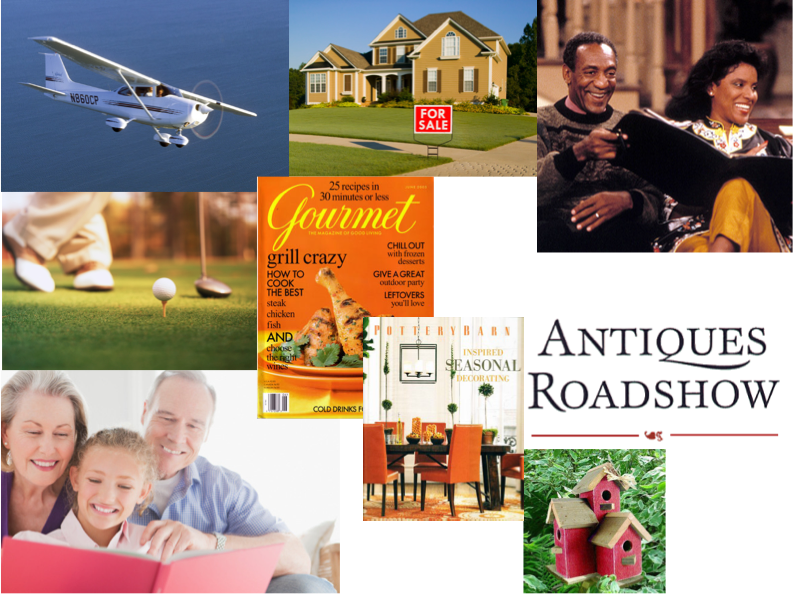 N860CP
FOR
SALE
25 recipes in
30 minutes or less
Gourmet
THE MAGAZINE OF GOOD LIVING
grill crazy
HOW TO
COOK
THE BEST
steak
chicken
fish
AND
choose
the right
wines
CHILL OUT
with frozen
desserts
GIVE A GREAT
outdoor party
LEFTOVERS
you'll love
COLD DRINKS F
POTTERY BARN
INSPIRED
SEASONAL
DECORATING
ANTIQUES
ROADSHOW